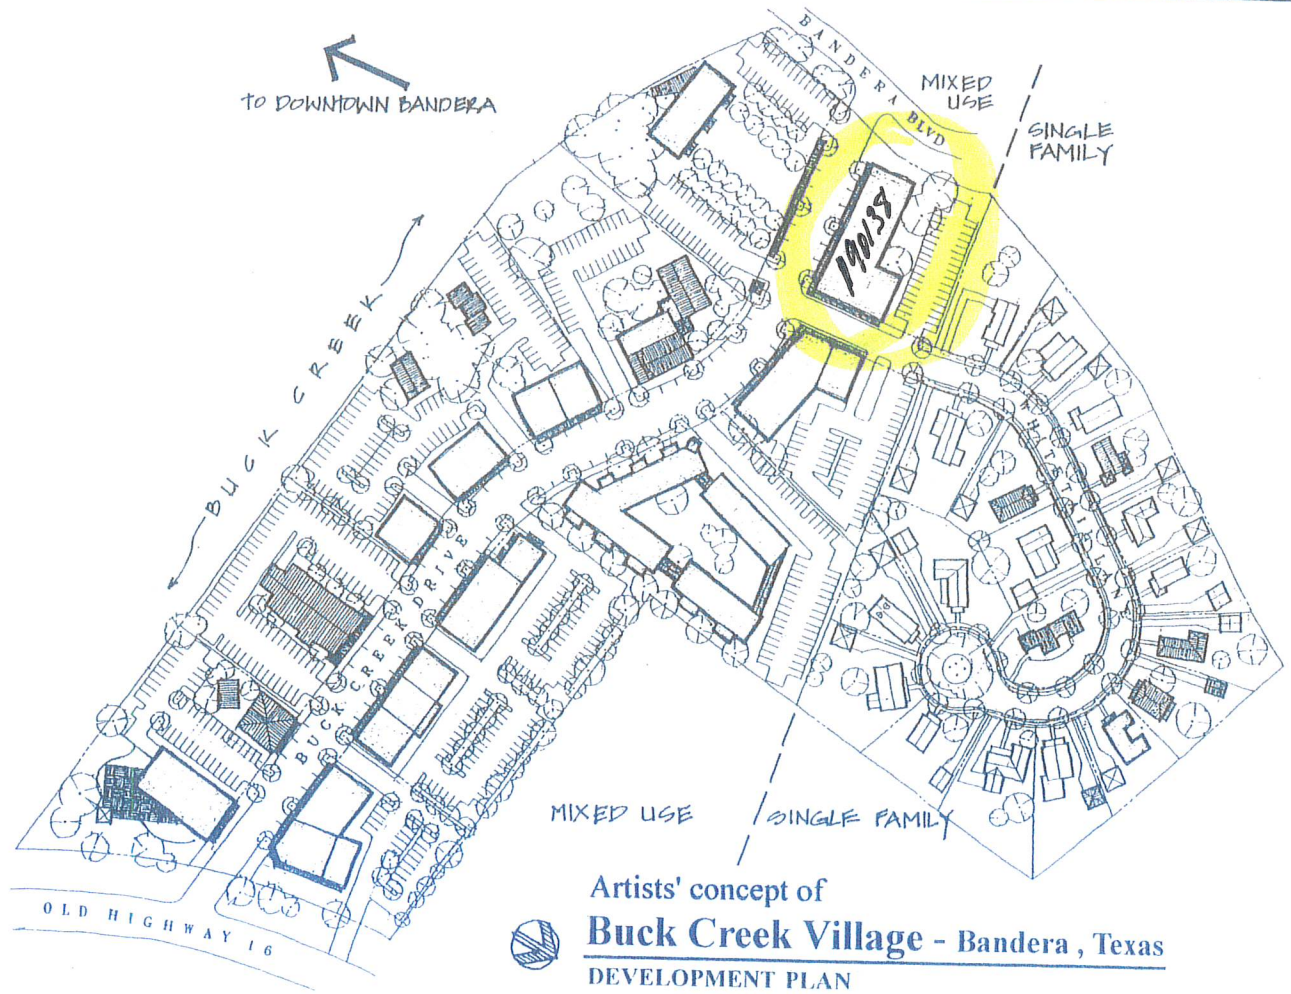 BANDERA BLVD
TO DOWNTOWN BANDERA
MIXED
USE
SINGLE
FAMILY
190138
BUCK CREEK
BUCK CREEK DRIVE
MIXED USE
SINGLE FAMILY
OLD HIGHWAY 16
Artists' concept of
Buck Creek Village - Bandera , Texas
DEVELOPMENT PLAN